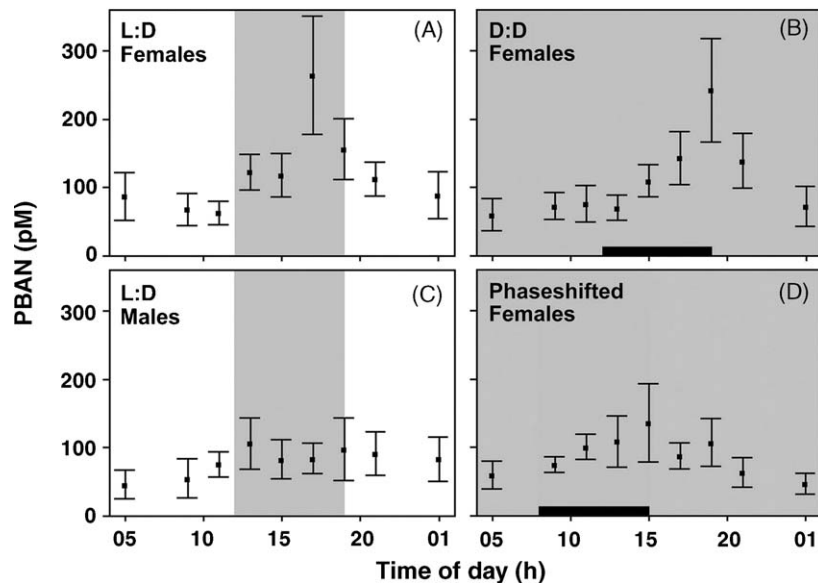 L:D
Females
(A)
D:D
Females
(B)
300
200
100
0
L:D
Males
(C)
Phaseshifted
Females
(D)
300
200
100
0
PBAN (pM)
05 10 15 20 01
05 10 15 20 01
Time of day (h)